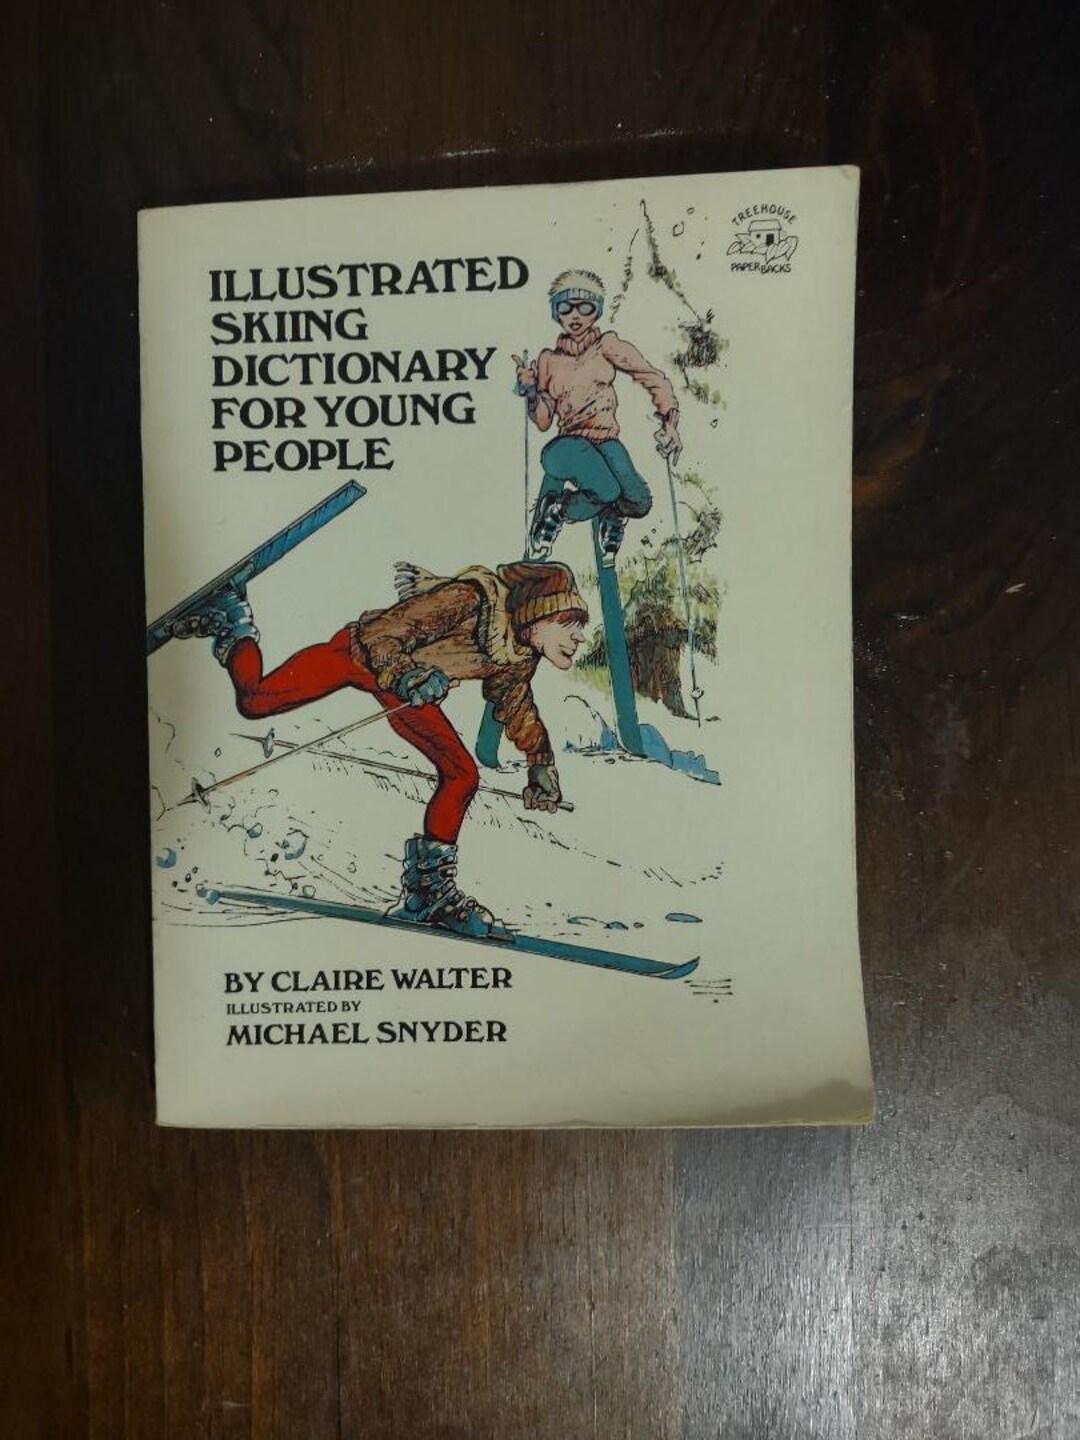 TREEHOUSE
PAPERBACKS
ILLUSTRATED
SKIING
DICTIONARY
FOR YOUNG
PEOPLE
BY CLAIRE WALTER
ILLUSTRATED BY
MICHAEL SNYDER